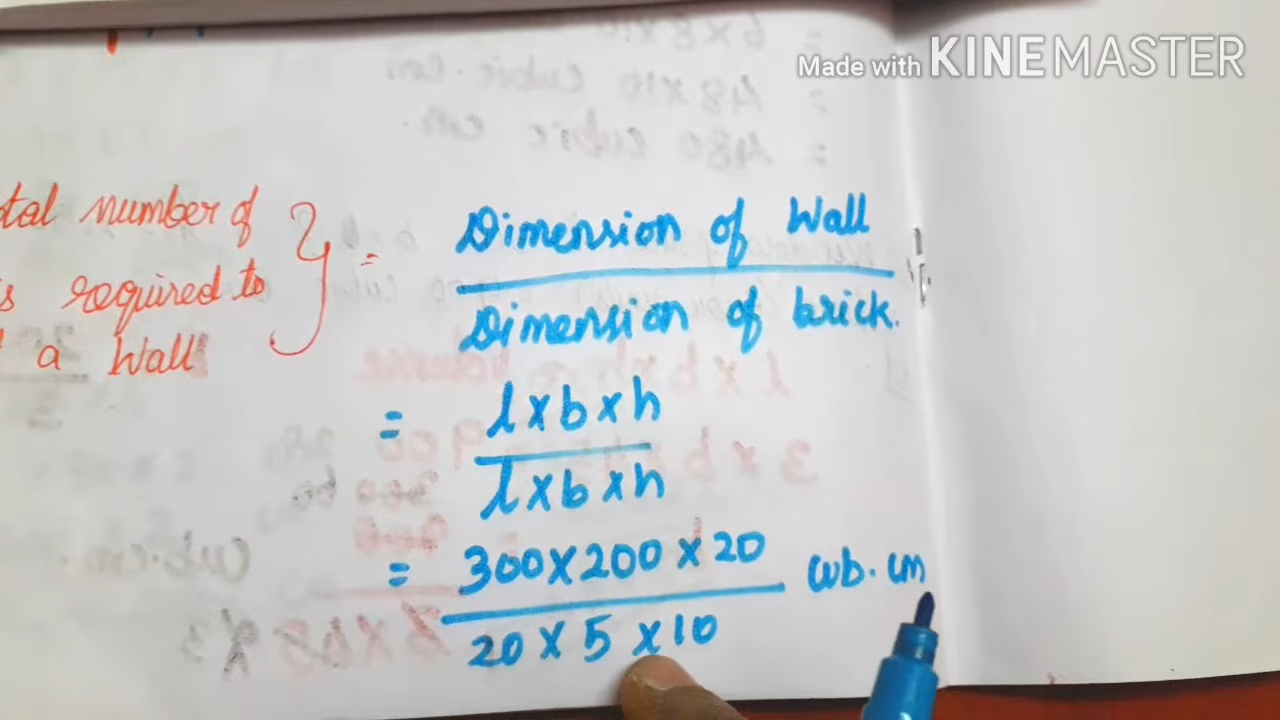 Made with KINEMASTER
otal number of
s required to
a Wall
} =
Dimension of Wall
Dimension of brick.
= l x b x h
l x b x h
= 300 x 200 x 20 cub. cm
20 x 5 x 10